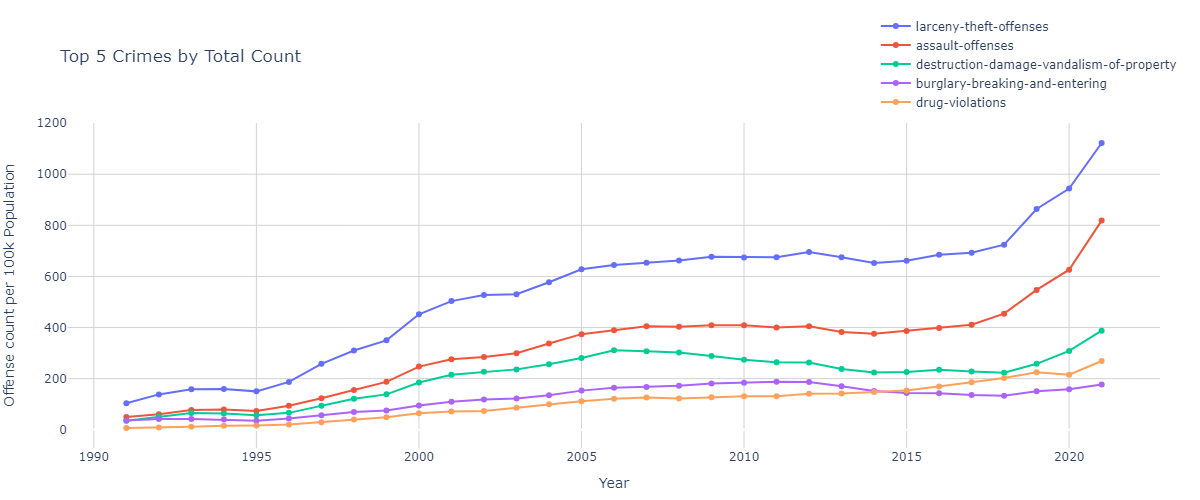 Top 5 Crimes by Total Count
larceny-theft-offenses
assault-offenses
destruction-damage-vandalism-of-property
burglary-breaking-and-entering
drug-violations
Offense count per 100k Population
1200
1000
800
600
400
200
0
1990
1995
2000
2005
2010
2015
2020
Year